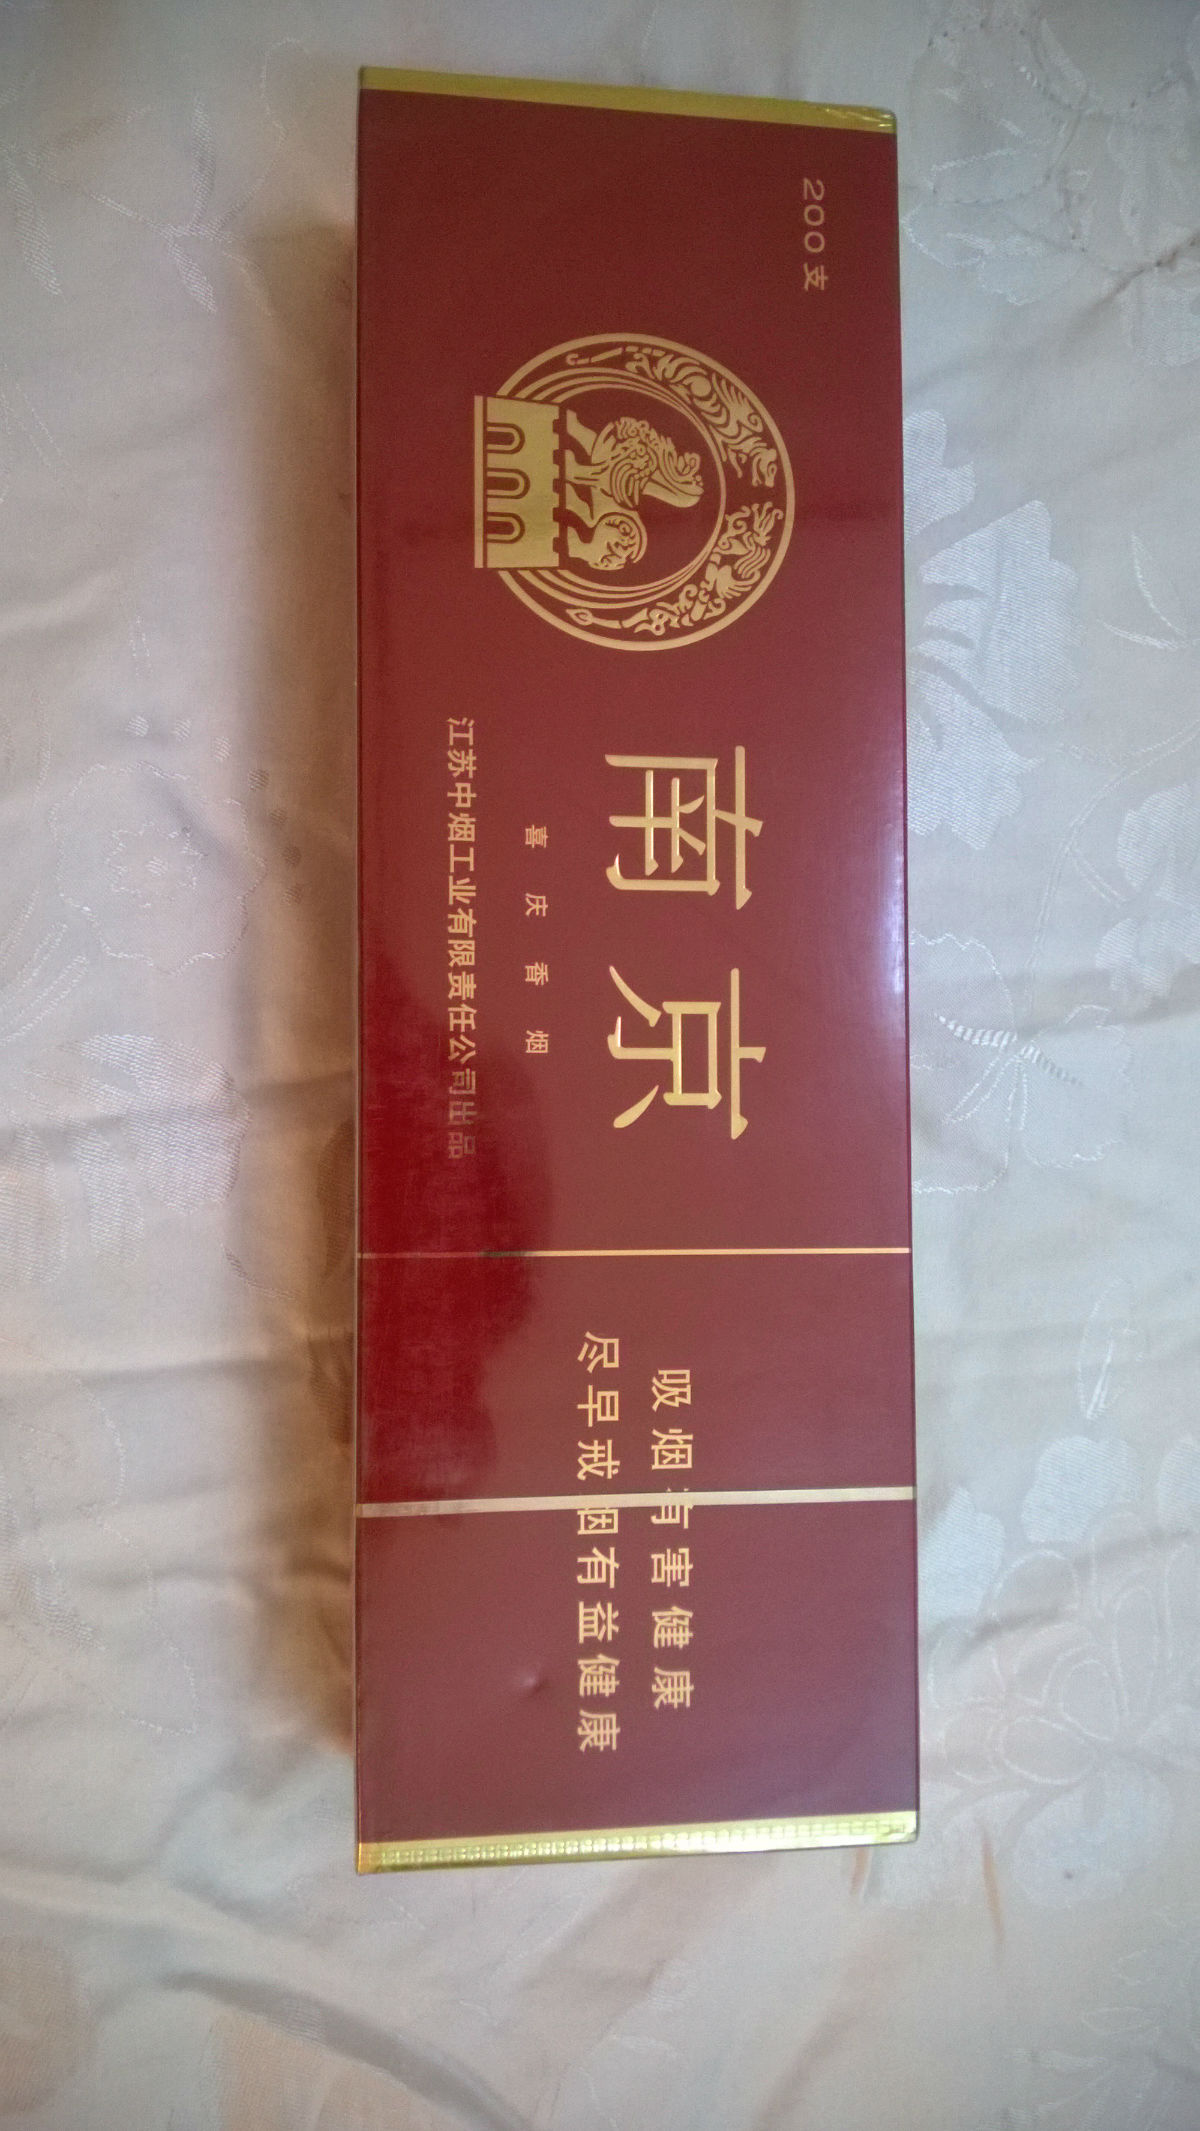 200支
南京
喜庆香烟
江苏中烟工业有限责任公司出品
吸烟有害健康
尽早戒烟有益健康